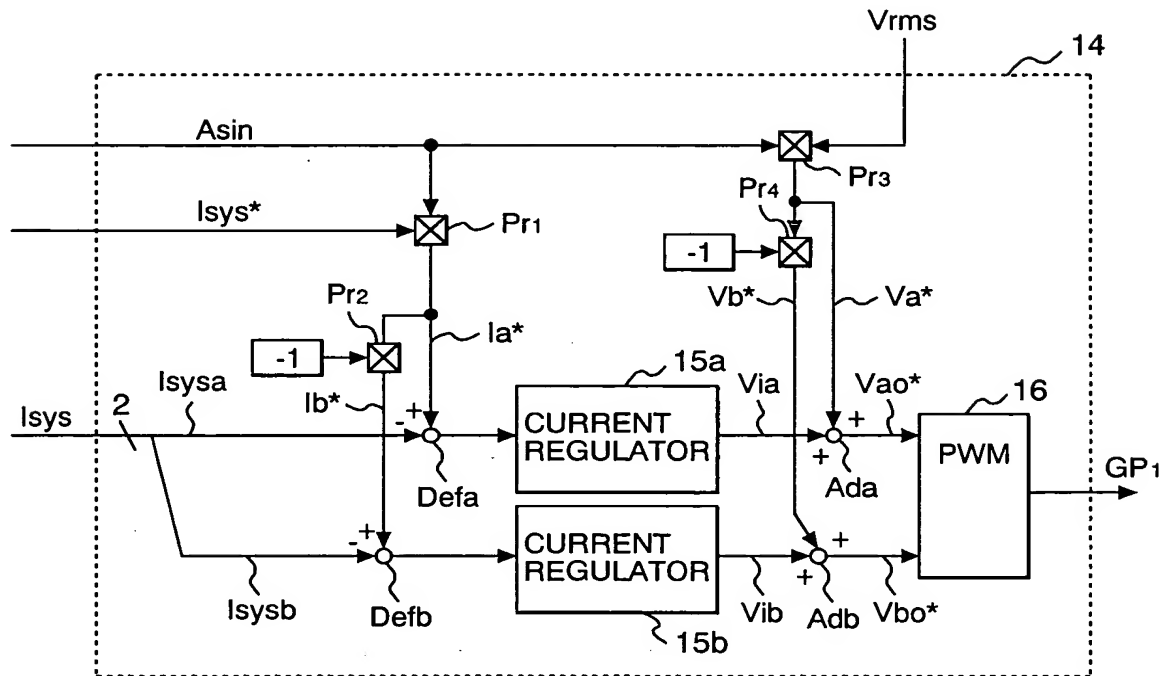 Vrms
14
Asin
Pr3
Pr4
Isys*
Pr1
-1
Vb*
Va*
Pr2
Ia*
-1
15a
Isysa
Ib*
Via
Vao*
16
Isys
2
- +
CURRENT
REGULATOR
+
+
PWM
Defa
Ada
GP1
- +
CURRENT
REGULATOR
+
+
Isysb
Defb
Vib
Adb
Vbo*
15b